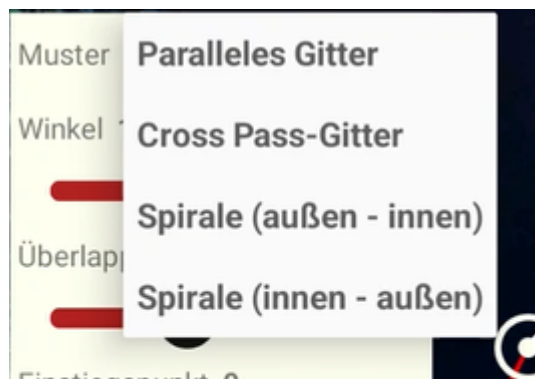 Muster Paralleles Gitter
Winkel
Cross Pass-Gitter
Spirale (außen - innen)
Spirale (innen - außen)